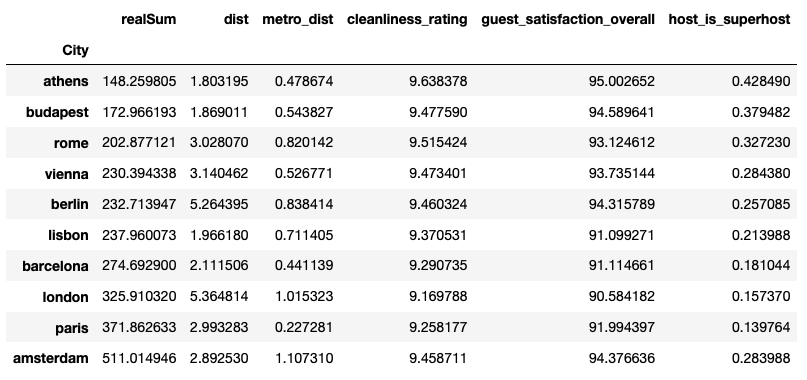 realSum dist metro_dist cleanliness_rating guest_satisfaction_overall host_is_superhost
City
athens 148.259805 1.803195 0.478674 9.638378 95.002652 0.428490
budapest 172.966193 1.869011 0.543827 9.477590 94.589641 0.379482
rome 202.877121 3.028070 0.820142 9.515424 93.124612 0.327230
vienna 230.394338 3.140462 0.526771 9.473401 93.735144 0.284380
berlin 232.713947 5.264395 0.838414 9.460324 94.315789 0.257085
lisbon 237.960073 1.966180 0.711405 9.370531 91.099271 0.213988
barcelona 274.692900 2.111506 0.441139 9.290735 91.114661 0.181044
london 325.910320 5.364814 1.015323 9.169788 90.584182 0.157370
paris 371.862633 2.993283 0.227281 9.258177 91.994397 0.139764
amsterdam 511.014946 2.892530 1.107310 9.458711 94.376636 0.283988